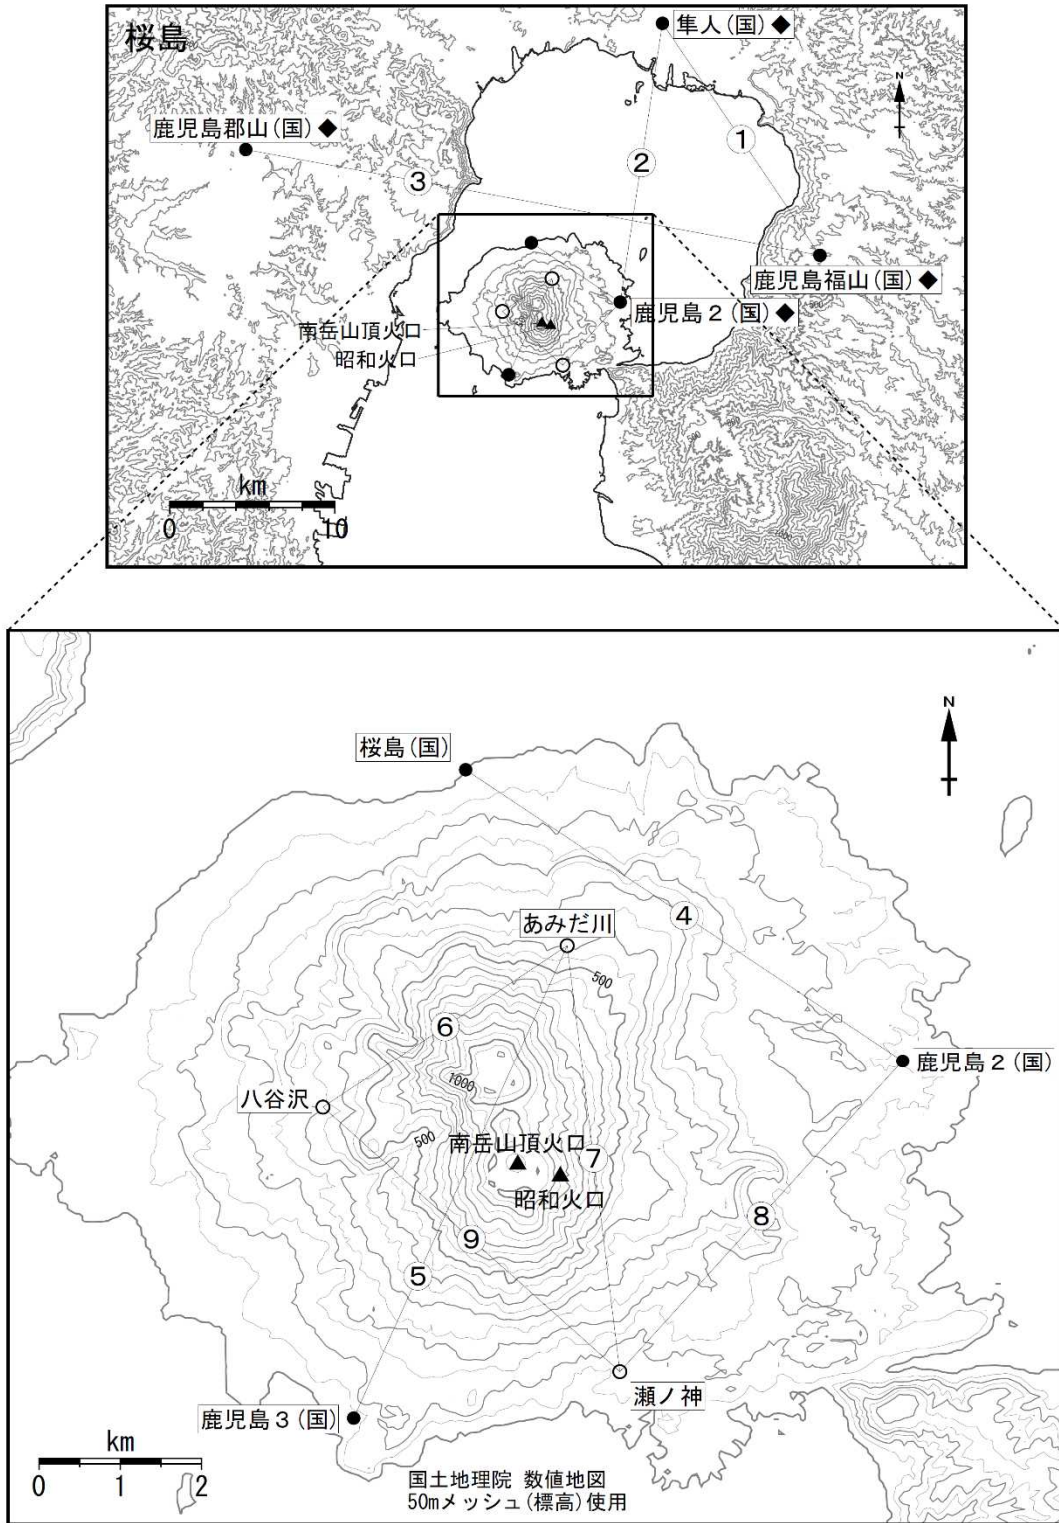 桜島
隼人(国)◆
N
鹿児島郡山(国)◆
①
②
③
鹿児島福山(国)◆
500
鹿児島2(国)◆
南岳山頂火口
昭和火口
km
0 10
1000
N
桜島(国)
④
あみだ川
500
⑥
鹿児島2(国)
1000
八谷沢
500
南岳山頂火口
⑦
昭和火口
⑧
⑨
⑤
瀬ノ神
鹿児島3(国)
km
0 1 2
国土地理院 数値地図
50mメッシュ(標高)使用